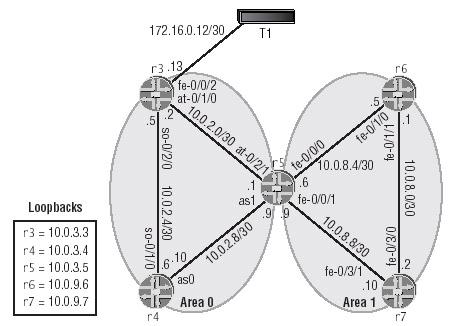 172.16.0.12/30
T1
r3
.13
r6
fe-0/0/2
at-0/1/0
.2
.5
10.0.2.0/30
at-0/2/1
so-0/2/0
10.0.2.4/30
so-0/1/0
r5
fe-0/0/0
fe-0/1/0
.5
.1
fe-0/1/1
10.0.8.4/30
10.0.8.0/30
fe-0/3/0
.1
as1
.6
fe-0/0/1
.9
.9
10.0.2.8/30
10.0.8.8/30
.6
.10
as0
fe-0/3/1
.10
.2
Area 0
Area 1
r4
r7
Loopbacks
r3 = 10.0.3.3
r4 = 10.0.3.4
r5 = 10.0.3.5
r6 = 10.0.9.6
r7 = 10.0.9.7